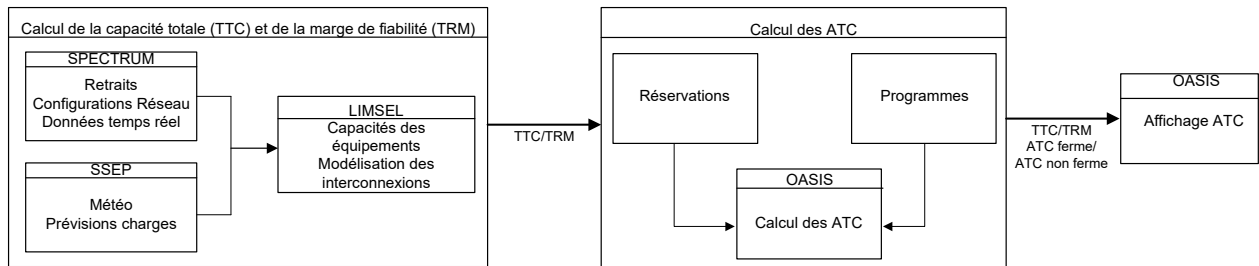 Calcul de la capacité totale (TTC) et de la marge de fiabilité (TRM)
SPECTRUM
Retraits
Configurations Réseau
Données temps réel
SSEP
Météo
Prévisions charges
LIMSEL
Capacités des
équipements
Modélisation des
interconnexions
TTC/TRM
Calcul des ATC
Réservations
Programmes
OASIS
Calcul des ATC
TTC/TRM
ATC ferme/
ATC non ferme
OASIS
Affichage ATC